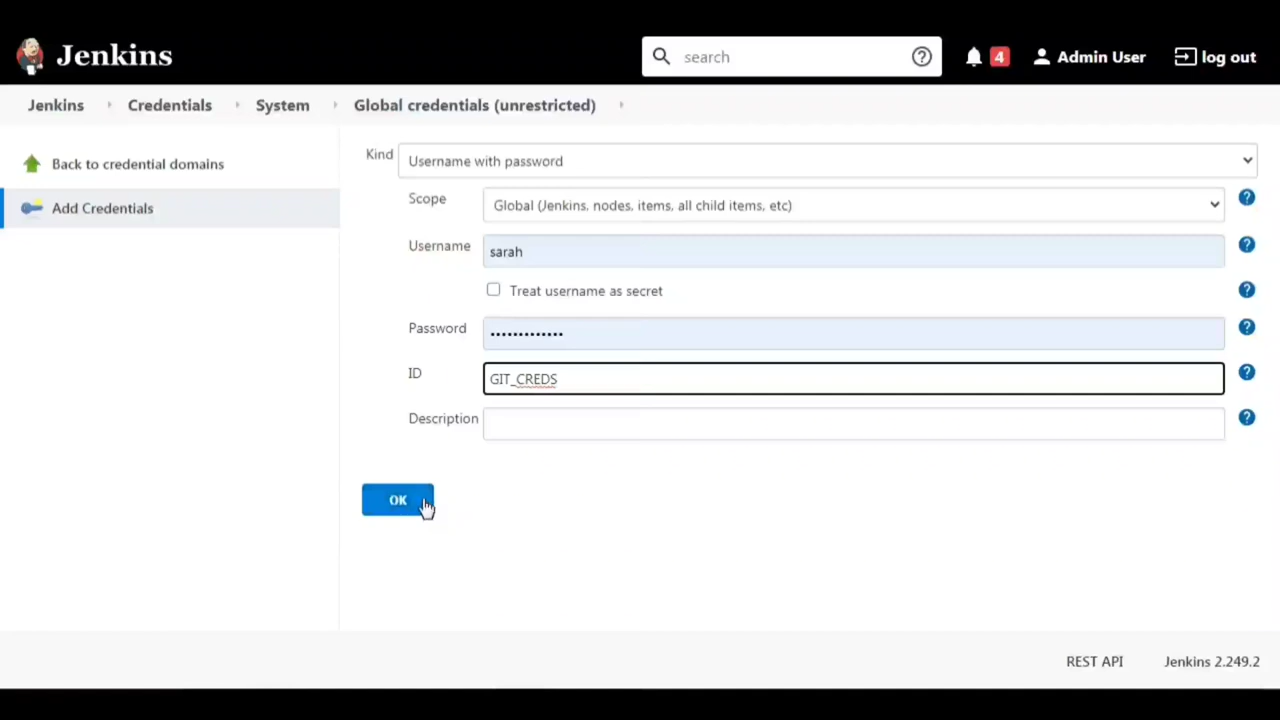 Jenkins
search
4
Admin User
log out
Jenkins
Credentials
System
Global credentials (unrestricted)
Back to credential domains
Add Credentials
Kind
Username with password
Scope
Global (Jenkins, nodes, items, all child items, etc)
?
Username
sarah
?
Treat username as secret
?
Password
•••••••••••••
?
ID
GIT_CREDS
?
Description
?
OK
REST API
Jenkins 2.249.2